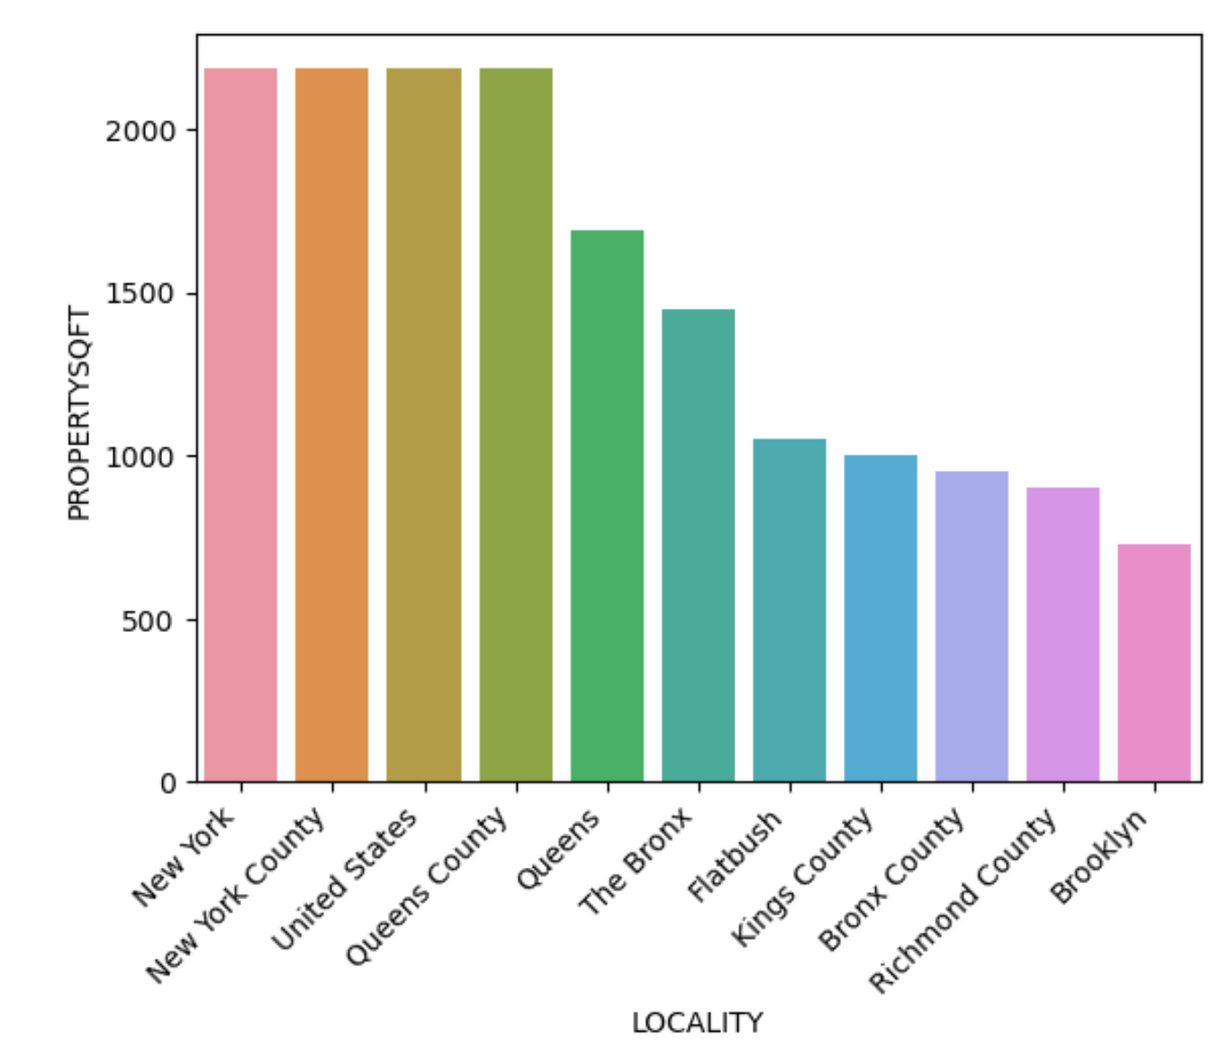 2000
1500
1000
500
0
PROPERTYSQFT
New York
New York County
United States
Queens County
Queens
The Bronx
Flatbush
Kings County
Bronx County
Richmond County
Brooklyn
LOCALITY